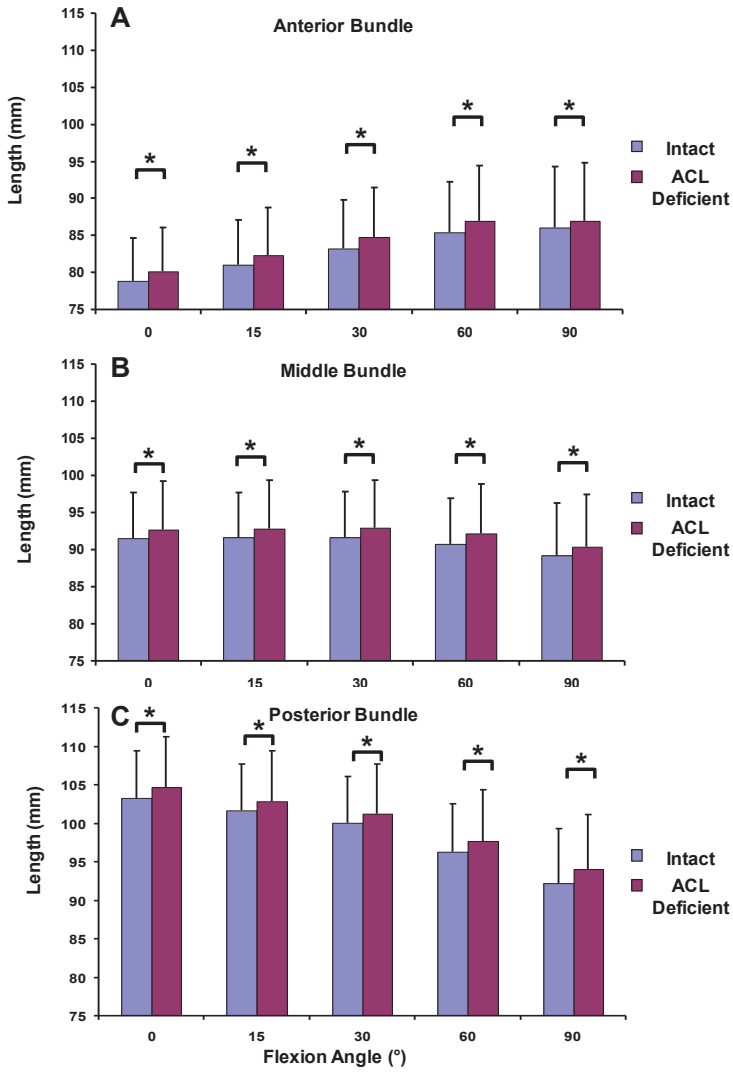 A
Anterior Bundle
115
110
105
100
95
90
85
80
75
Length (mm)
* * * * *
Intact
ACL
Deficient
0 15 30 60 90
B
Middle Bundle
115
110
105
100
95
90
85
80
75
Length (mm)
* * * * *
Intact
ACL
Deficient
0 15 30 60 90
C
Posterior Bundle
115
110
105
100
95
90
85
80
75
Length (mm)
* * * * *
Intact
ACL
Deficient
0 15 30 60 90
Flexion Angle (°)